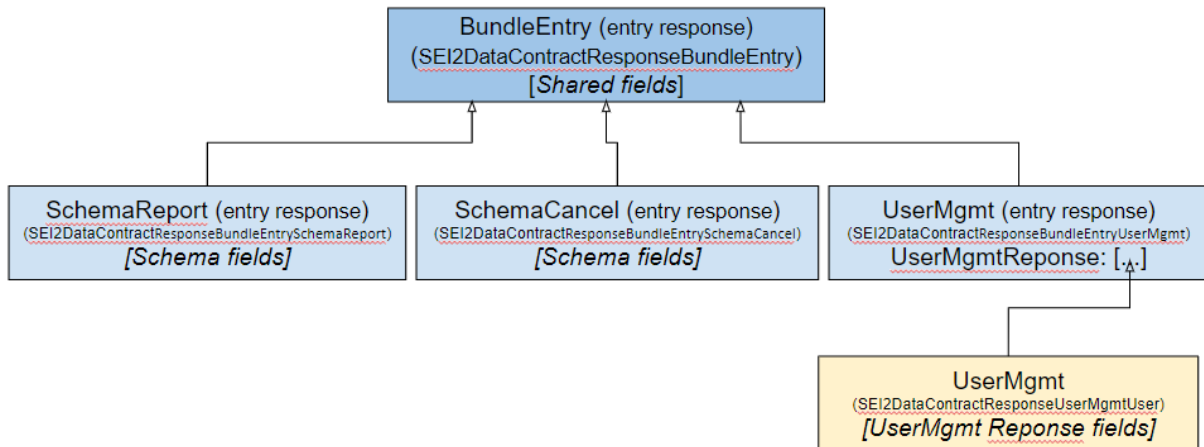 BundleEntry (entry response)
(SEI2DataContractResponseBundleEntry)
[Shared fields]
SchemaReport (entry response)
(SEI2DataContractResponseBundleEntrySchemaReport)
[Schema fields]
SchemaCancel (entry response)
(SEI2DataContractResponseBundleEntrySchemaCancel)
[Schema fields]
UserMgmt (entry response)
(SEI2DataContractResponseBundleEntryUserMgmt)
UserMgmtReponse: [...]
UserMgmt
(SEI2DataContractResponseUserMgmtUser)
[UserMgmt Reponse fields]